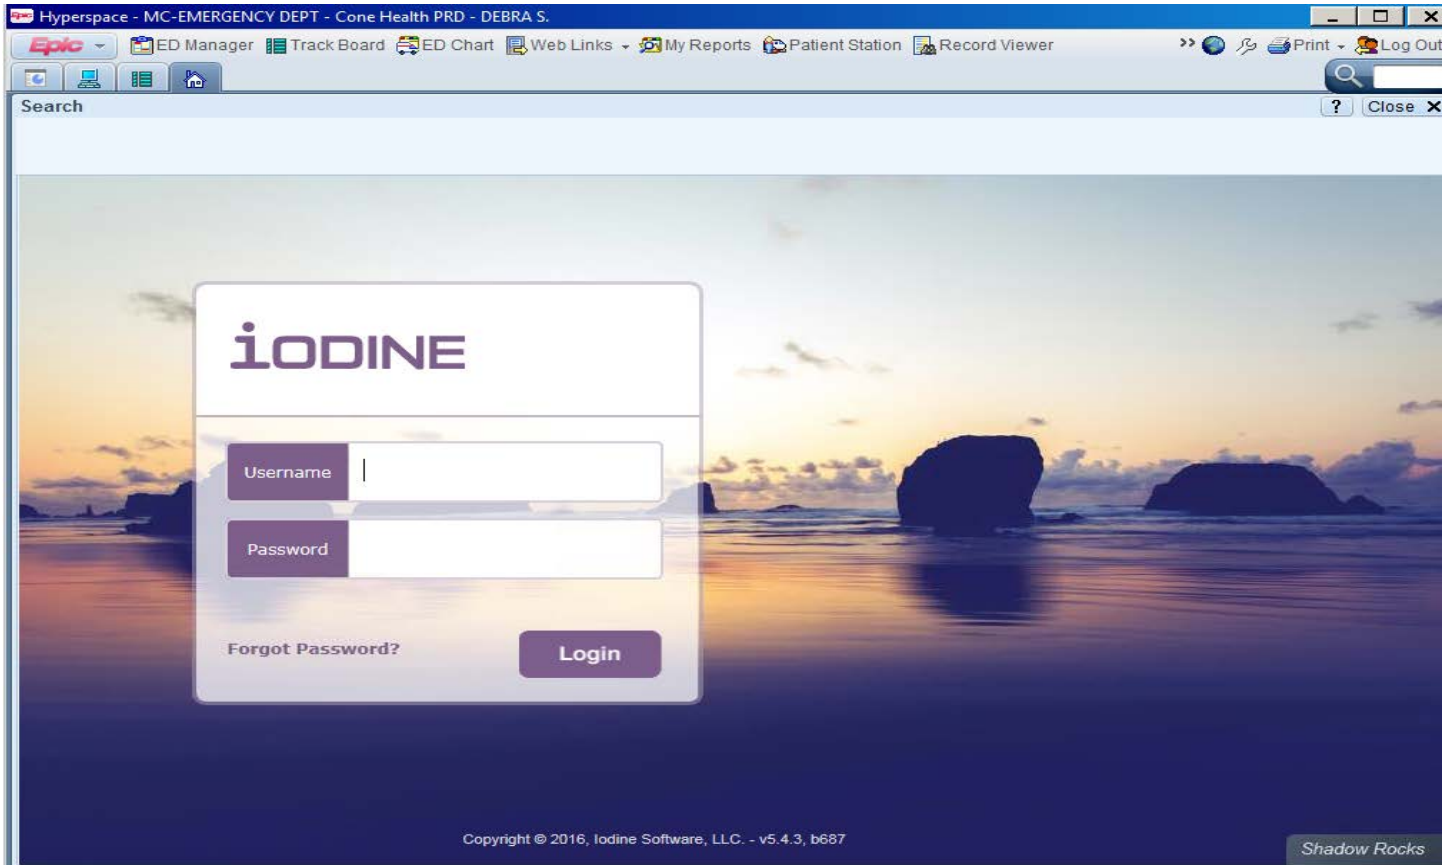 Epic Hyperspace - MC-EMERGENCY DEPT - Cone Health PRD - DEBRA S.
Epic ED Manager Track Board ED Chart Web Links My Reports Patient Station Record Viewer >> Print Log Out
Search ? Close X
iODINE
Username
Password
Forgot Password? Login
Copyright © 2016, Iodine Software, LLC. - v5.4.3, b687
Shadow Rocks